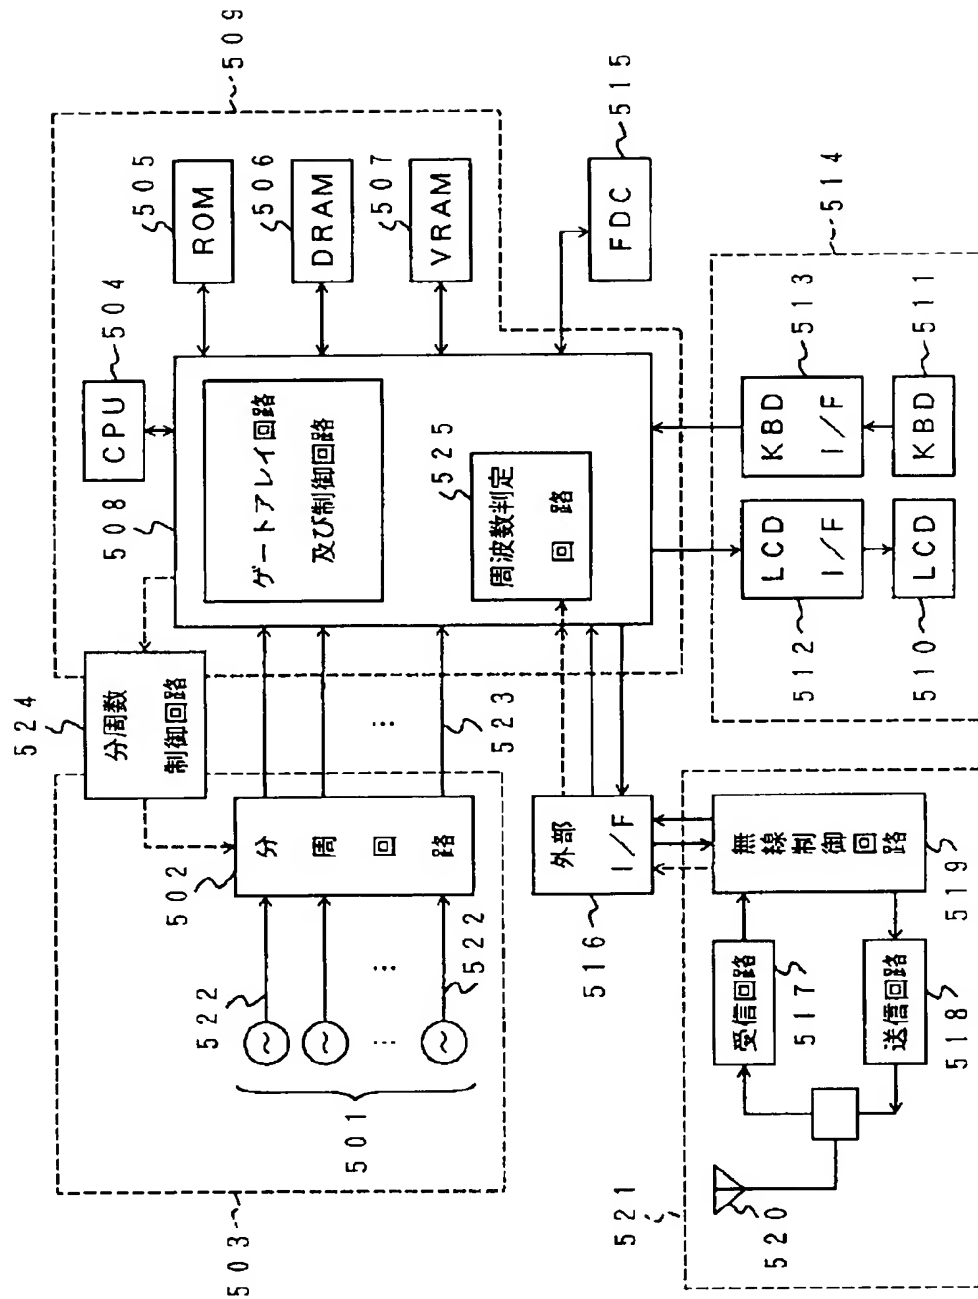 509
505
ROM
506
DRAM
507
VRAM
515
FDC
504
CPU
508
ゲートアレイ回路
及び制御回路
525
周波数判定
回路
524
分周数
制御回路
523
502
分周回路
522
522
501
503
外部
I/F
516
514
513
KBD
I/F
511
KBD
LCD
I/F
512
LCD
510
無線制御回路
519
受信回路
517
送信回路
518
520
521